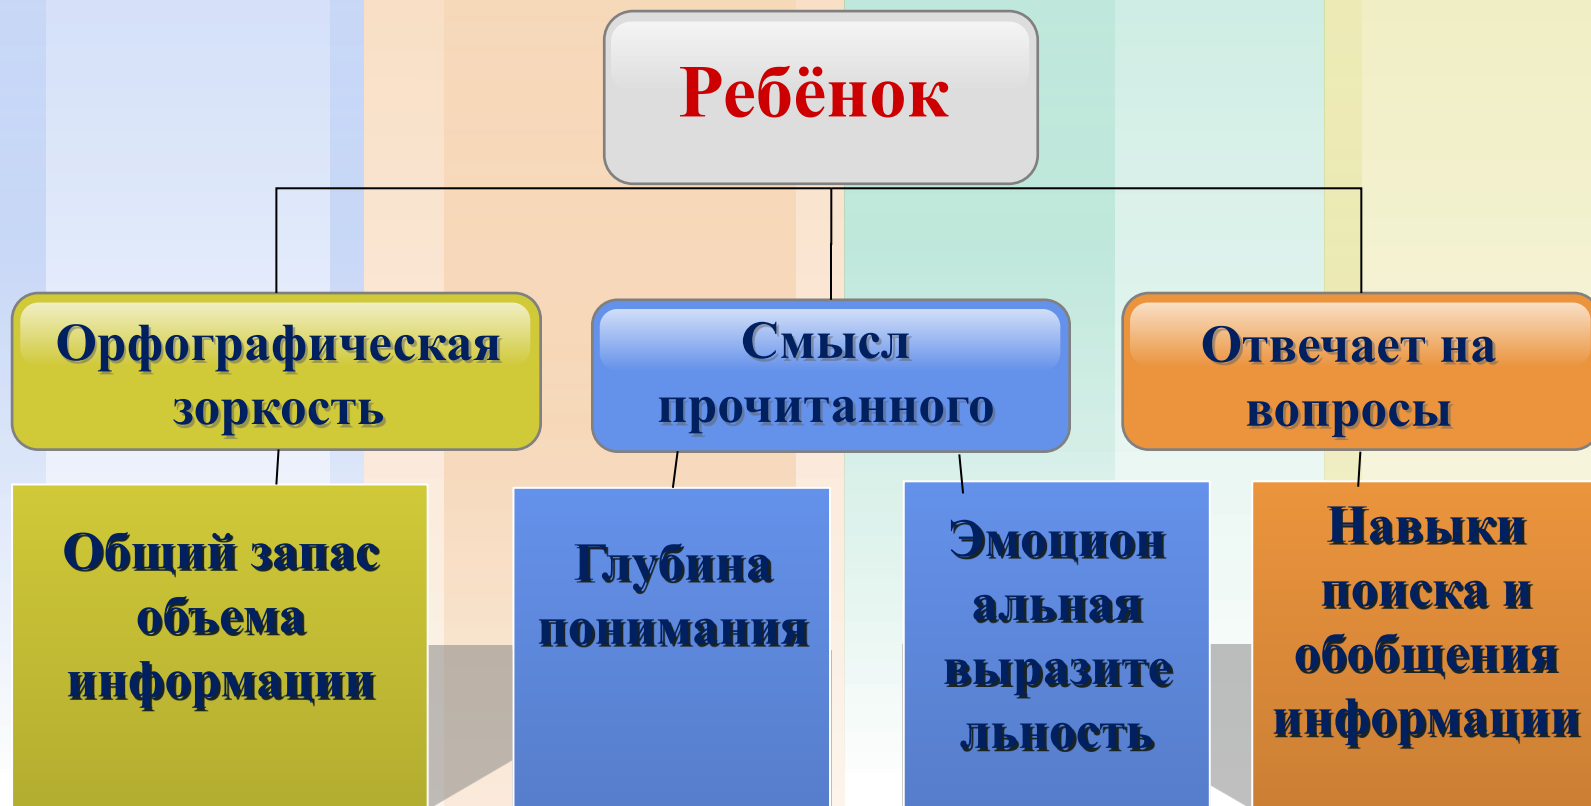 Ребёнок
Орфографическая
зоркость
Смысл
прочитанного
Отвечает на
вопросы
Общий запас
объема
информации
Глубина
понимания
Эмоцион
альная
выразите
льность
Навыки
поиска и
обобщения
информации